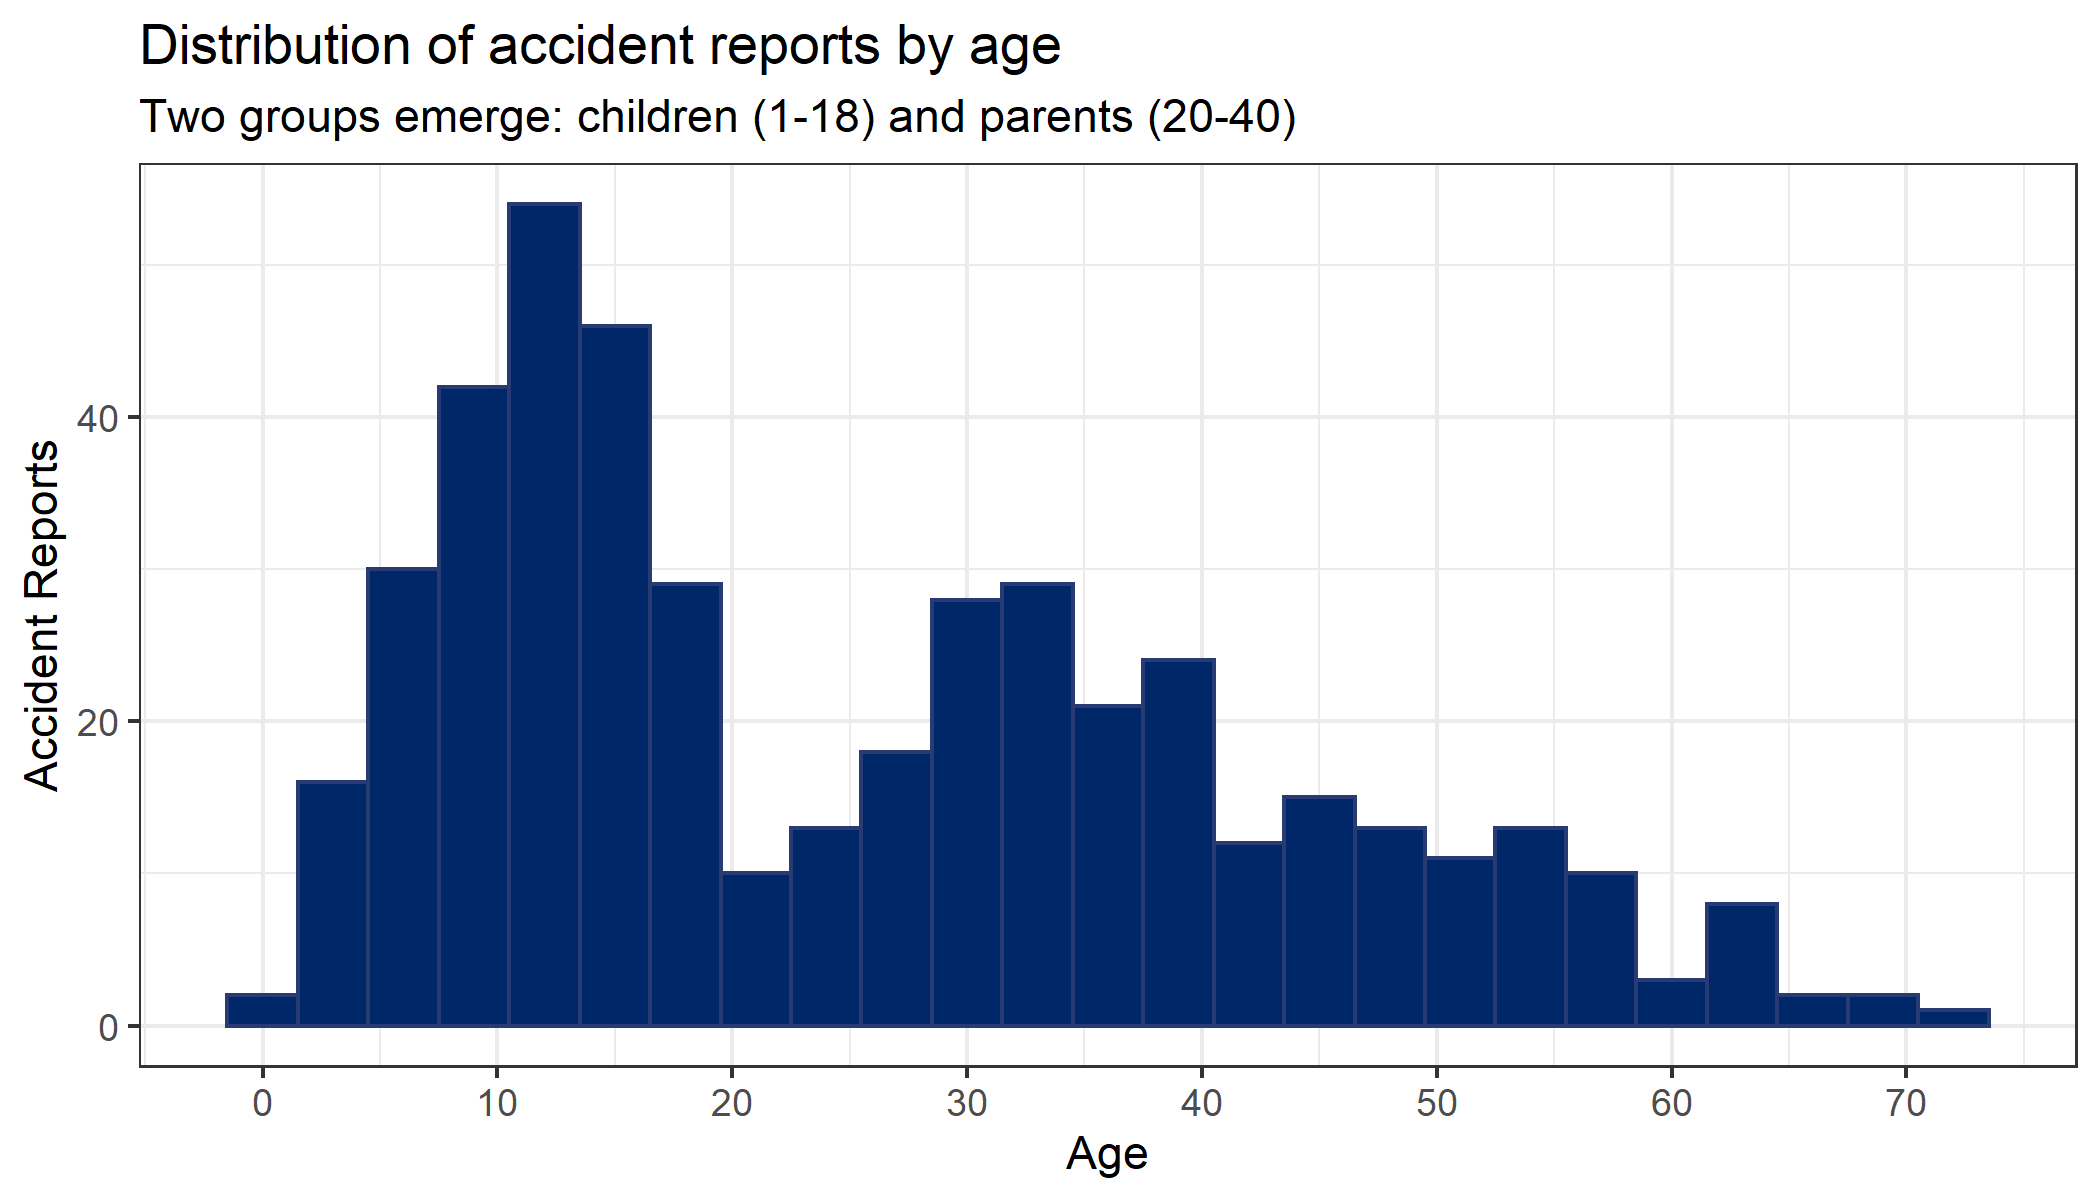 Distribution of accident reports by age
Two groups emerge: children (1-18) and parents (20-40)
Accident Reports
40
20
0
0 10 20 30 40 50 60 70
Age